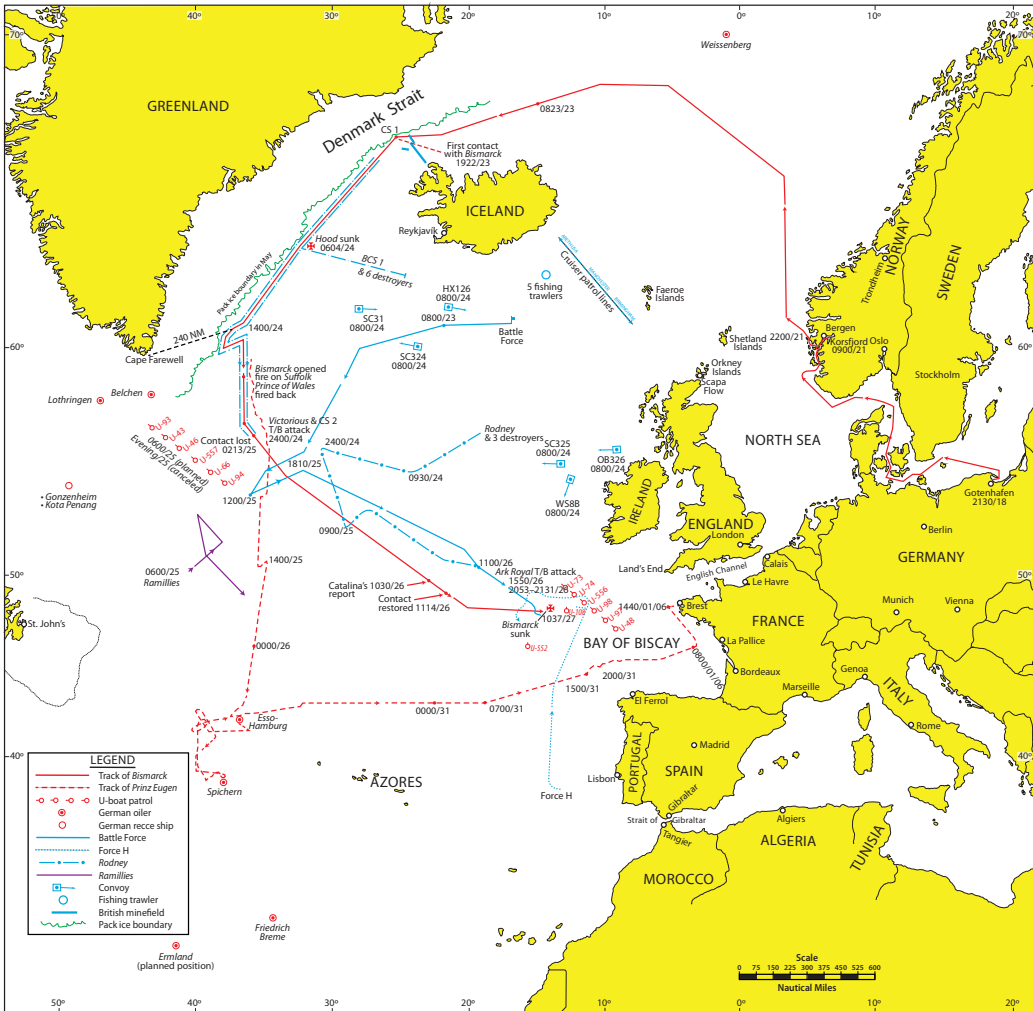 50°
40°
30°
20°
10°
0°
10°
20°
70°
Weissenberg
70°
GREENLAND
Denmark Strait
0823/23
CS 1
First contact
with Bismarck
1922/23
ICELAND
Reykjavík
Hood sunk
0604/24
BCS 1
& 6 destroyers
Pack ice boundary in May
Cruiser patrol lines
5 fishing
trawlers
Faeroe
Islands
NORWAY
SWEDEN
Trondheim
HX126
0800/24
0800/23
SC31
0800/24
SC324
0800/24
Battle
Force
1400/24
240 NM
Cape Farewell
60°
60°
Shetland
Islands
2200/21
Bergen
Korsfjord
0900/21
Oslo
Stockholm
Orkney
Islands
Scapa
Flow
Bismarck opened
fire on Suffolk
Prince of Wales
fired back
Belchen
Lothringen
Victorious & CS 2
T/B attack
2400/24
Contact lost
0213/25
U-93
U-43
U-46
U-557
U-66
U-94
0600/25 (planned)
Evening/25 (canceled)
2400/24
Rodney
& 3 destroyers
0930/24
1810/25
1200/25
0900/25
SC325
0800/24
OB326
0800/24
WS8B
0800/24
NORTH SEA
Gotenhafen
2130/18
Gonzenheim
Kota Penang
IRELAND
ENGLAND
London
Berlin
GERMANY
Land's End
English Channel
Calais
Le Havre
0600/25
Ramillies
1400/25
1100/26
Ark Royal T/B attack
1550/26
2053–2131/26
Catalina's 1030/26
report
Contact
restored 1114/26
U-73
U-74
U-556
U-108
U-98
U-97
U-48
U-552
1037/27
Bismarck
sunk
50°
50°
1440/01/06
Brest
FRANCE
Munich
Vienna
St. John's
BAY OF BISCAY
La Pallice
0800/01/06
Bordeaux
Genoa
Marseille
ITALY
Rome
0000/26
2000/31
1500/31
0700/31
0000/31
Esso-
Hamburg
El Ferrol
PORTUGAL
SPAIN
Madrid
Lisbon
40°
40°
Spichern
AZORES
Force H
Gibraltar
Strait of
Gibraltar
Tangier
Algiers
ALGERIA
TUNISIA
MOROCCO
LEGEND
Track of Bismarck
Track of Prinz Eugen
U-boat patrol
German oiler
German recce ship
Battle Force
Force H
Rodney
Ramillies
Convoy
Fishing trawler
British minefield
Pack ice boundary
Friedrich
Breme
Ermland
(planned position)
Scale
0 75 150 225 300 375 450 525 600
Nautical Miles
50°
40°
30°
20°
10°
0°
10°
20°